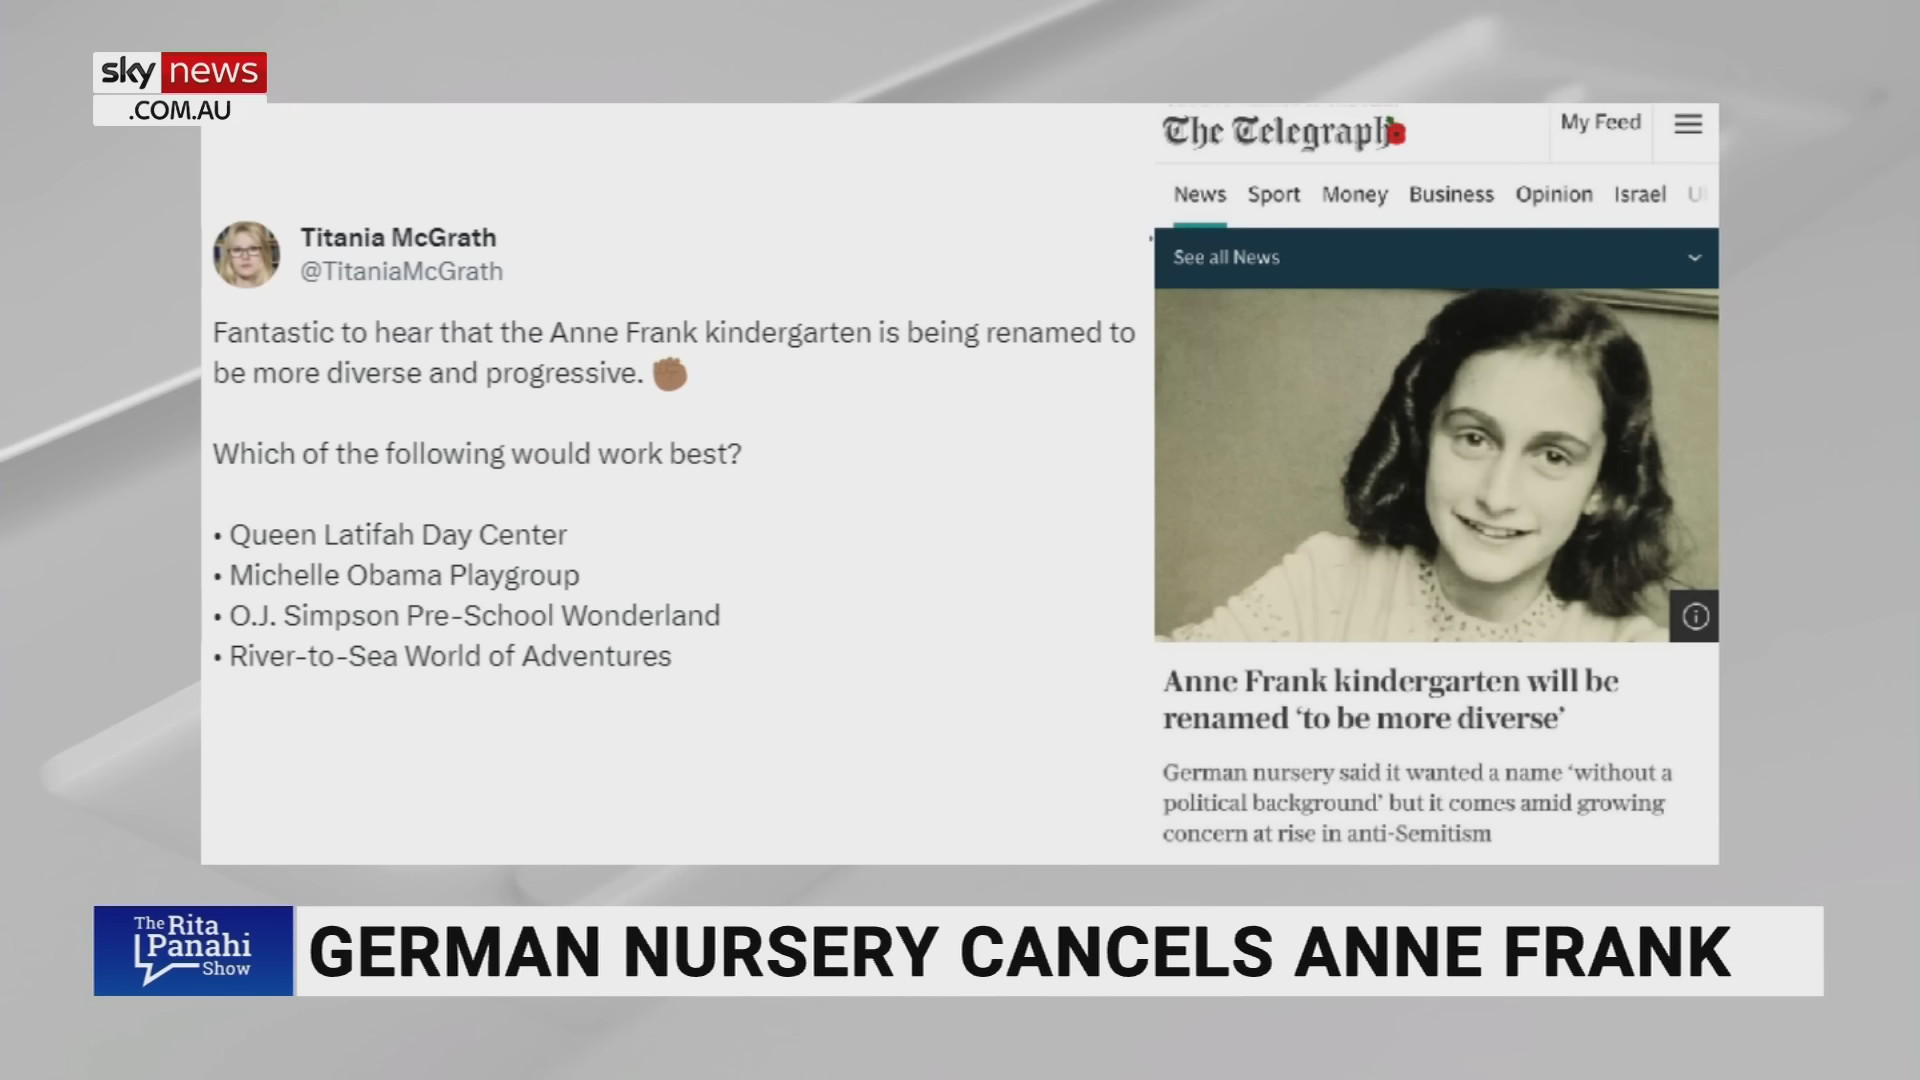 sky news
.COM.AU
Titania McGrath
@TitaniaMcGrath
Fantastic to hear that the Anne Frank kindergarten is being renamed to
be more diverse and progressive. ✊🏾
Which of the following would work best?
• Queen Latifah Day Center
• Michelle Obama Playgroup
• O.J. Simpson Pre-School Wonderland
• River-to-Sea World of Adventures
The Telegraph
My Feed
News Sport Money Business Opinion Israel
See all News
Anne Frank kindergarten will be
renamed ‘to be more diverse’
German nursery said it wanted a name ‘without a
political background’ but it comes amid growing
concern at rise in anti-Semitism
The Rita
Panahi
Show
GERMAN NURSERY CANCELS ANNE FRANK